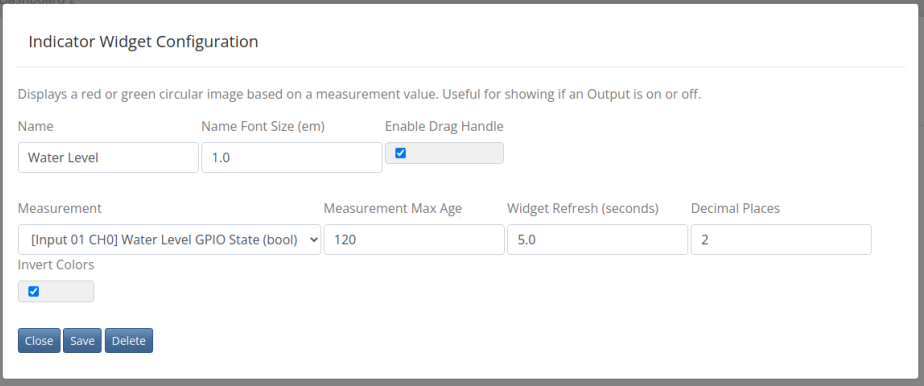 Dashboard 2
Indicator Widget Configuration
Displays a red or green circular image based on a measurement value. Useful for showing if an Output is on or off.
Name Name Font Size (em) Enable Drag Handle
Water Level 1.0
Measurement Measurement Max Age Widget Refresh (seconds) Decimal Places
[Input 01 CH0] Water Level GPIO State (bool) 120 5.0 2
Invert Colors
Close Save Delete